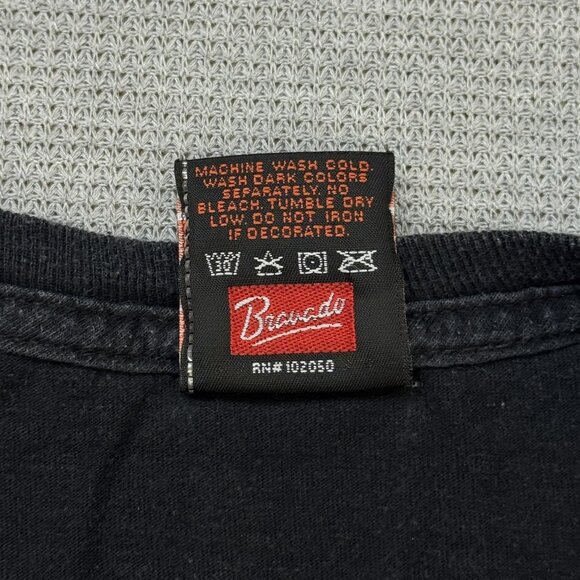 MACHINE WASH COLD.
WASH DARK COLORS
SEPARATELY. NO
BLEACH. TUMBLE DRY
LOW. DO NOT IRON
IF DECORATED.
30
Bravado
RN# 102050